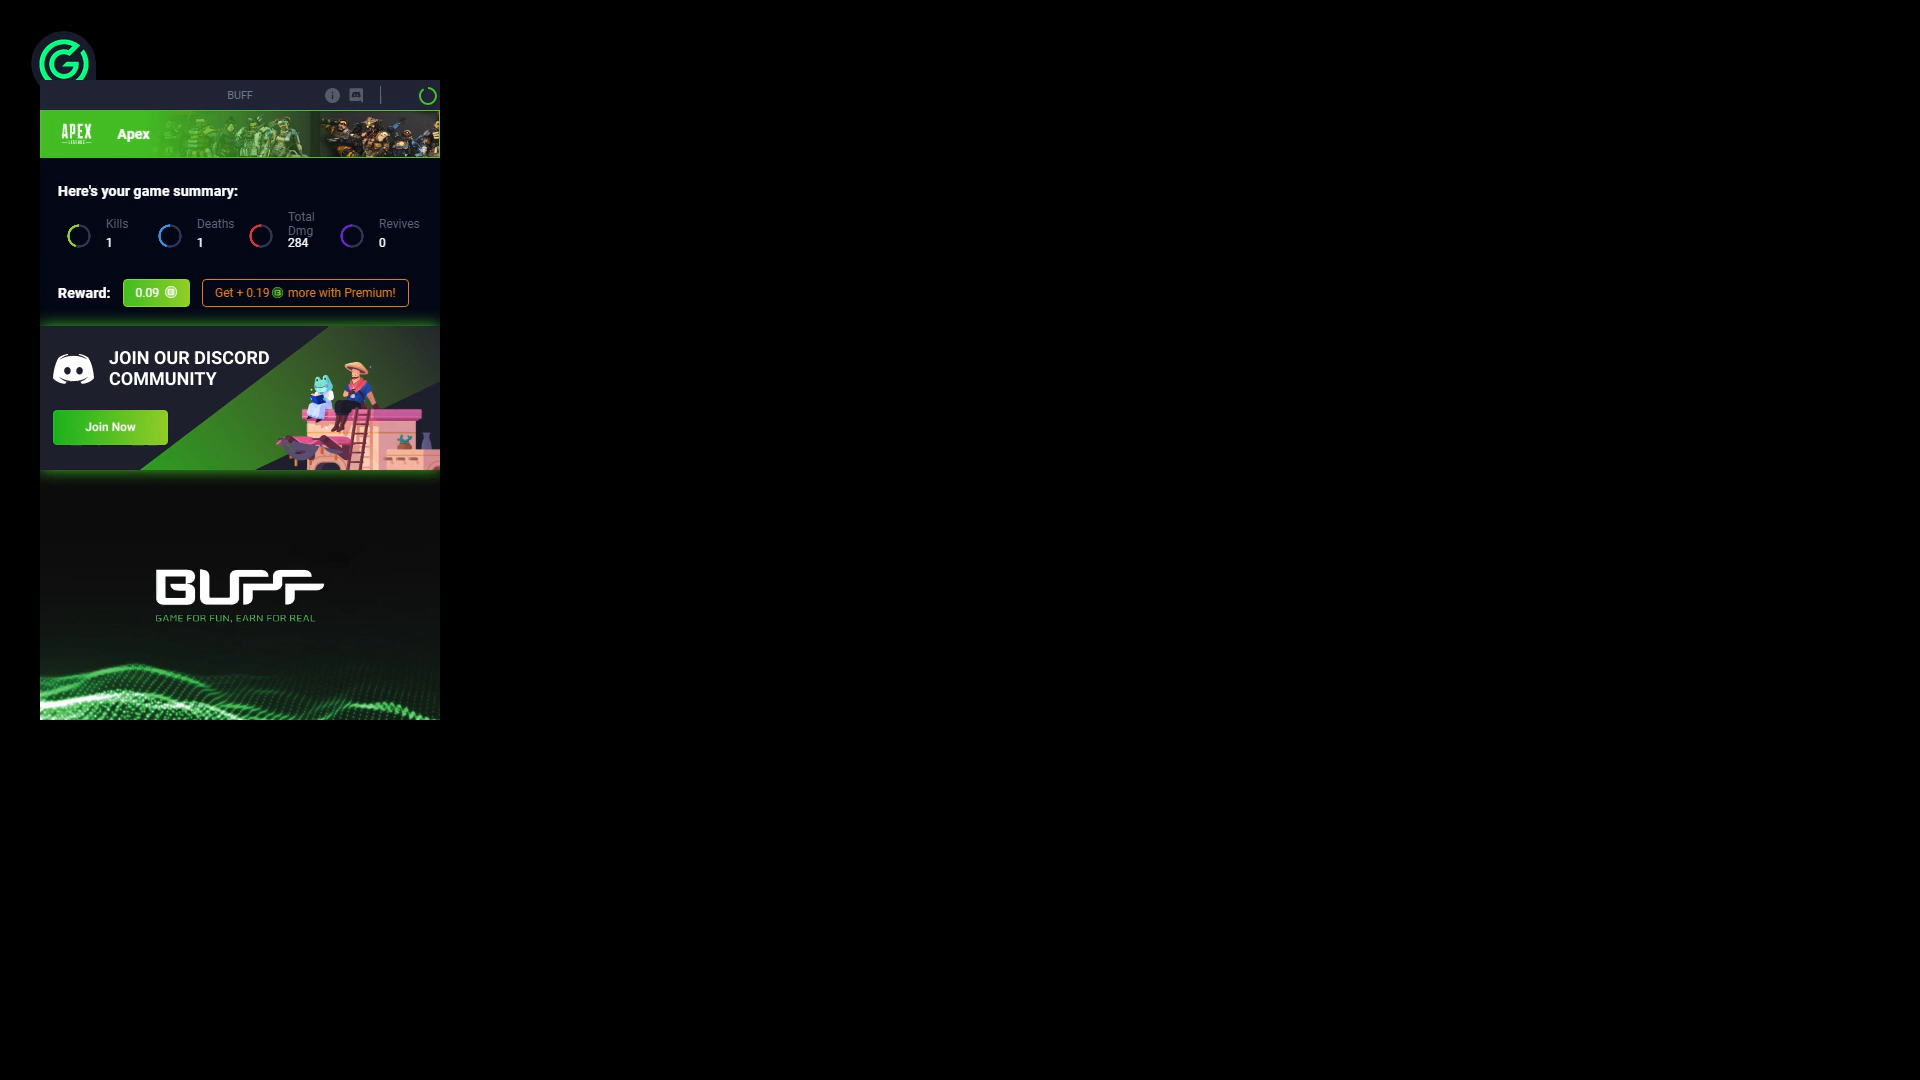 BUFF
APEX
LEGENDS
Apex
Here's your game summary:
Kills
1
Deaths
1
Total
Dmg
284
Revives
0
Reward:
0.09
Get + 0.19 more with Premium!
JOIN OUR DISCORD
COMMUNITY
Join Now
BUFF
GAME FOR FUN, EARN FOR REAL